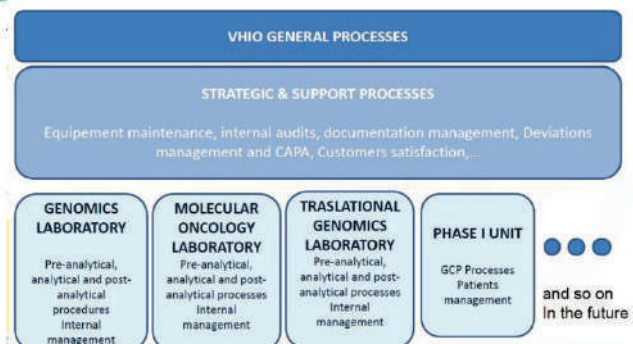 VHIO GENERAL PROCESSES
STRATEGIC & SUPPORT PROCESSES
Equipement maintenance, internal audits, documentation management, Deviations
management and CAPA, Customers satisfaction,...
GENOMICS
LABORATORY
Pre-analytical,
analytical and post-
analytical
procedures
Internal
management
MOLECULAR
ONCOLOGY
LABORATORY
Pre-analytical,
analytical and post-
analytical processes
Internal
management
TRASLATIONAL
GENOMICS
LABORATORY
Pre-analytical,
analytical and post-
analytical processes
Internal
management
PHASE I UNIT
GCP Processes
Patients
management
and so on
In the future